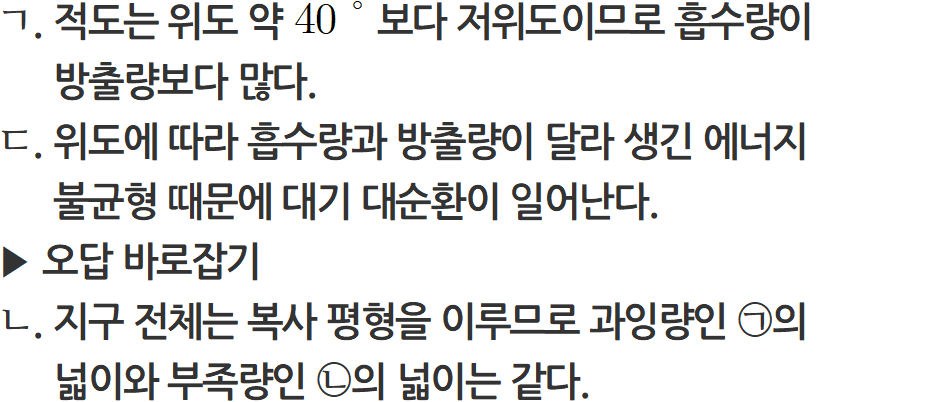 ㄱ. 적도는 위도 약 40°보다 저위도이므로 흡수량이
방출량보다 많다.
ㄷ. 위도에 따라 흡수량과 방출량이 달라 생긴 에너지
불균형 때문에 대기 대순환이 일어난다.
▶ 오답 바로잡기
ㄴ. 지구 전체는 복사 평형을 이루므로 과잉량인 ㉠의
넓이와 부족량인 ㉡의 넓이는 같다.